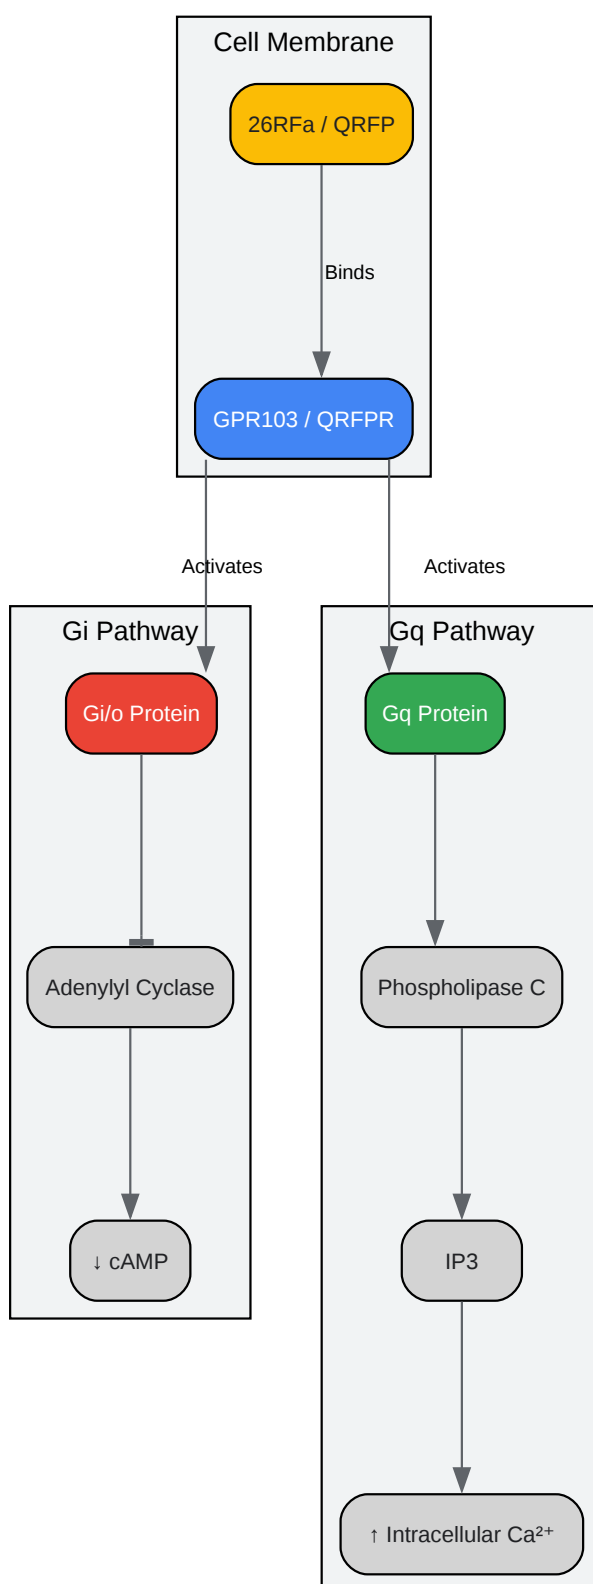 Cell Membrane
26RFa / QRFP
Binds
GPR103 / QRFPR
Activates
Activates
Gi Pathway
Gq Pathway
Gi/o Protein
Gq Protein
Adenylyl Cyclase
Phospholipase C
↓ cAMP
IP3
↑ Intracellular Ca²⁺